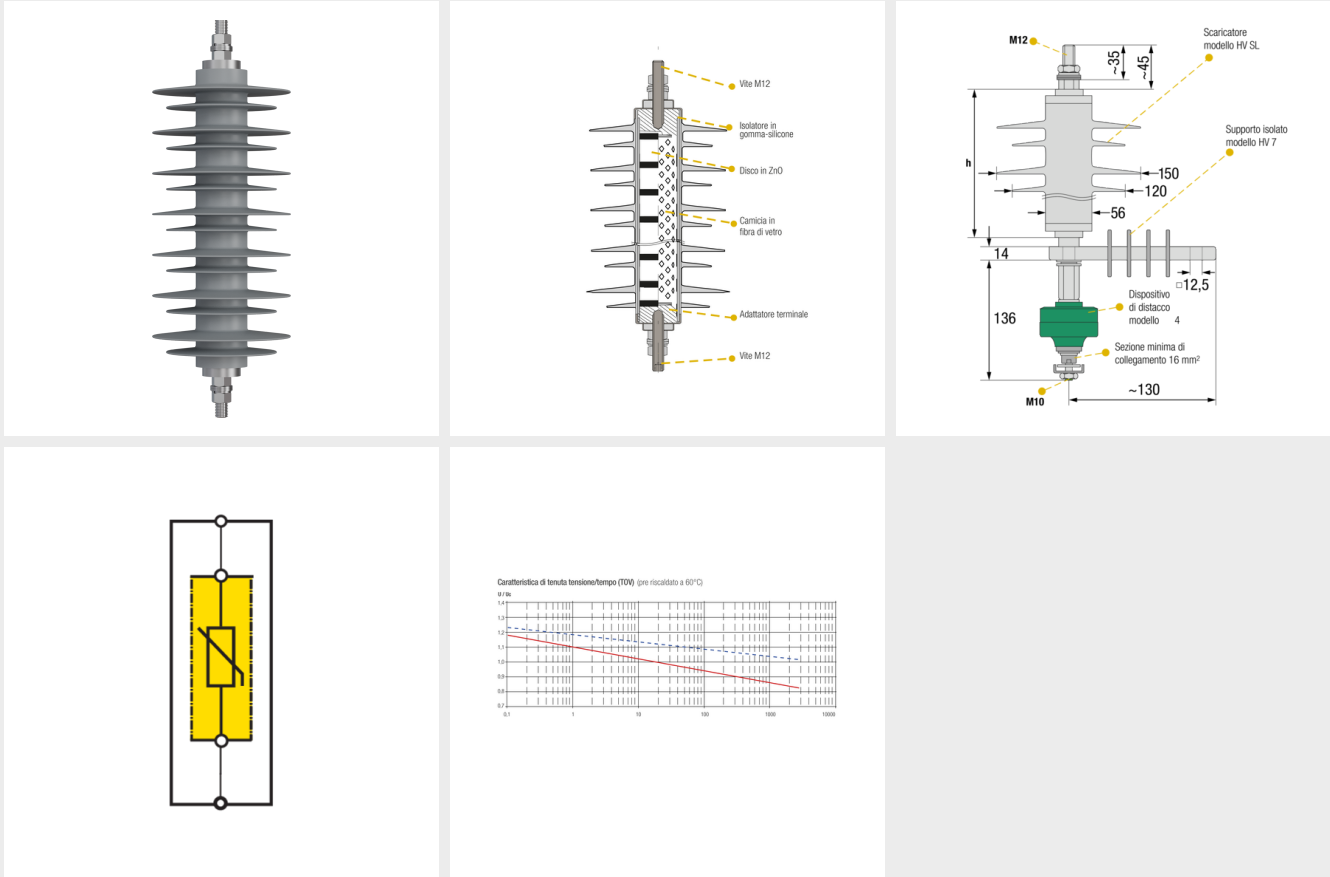 Vite M12
Isolatore in
gomma-silicone
Disco in ZnO
Camicia in
fibra di vetro
Adattatore terminale
Vite M12
M12
~35
~45
Scaricatore
modello HV SL
Supporto isolato
modello HV 7
h
150
120
56
14
□12,5
136
Dispositivo
di distacco
modello 4
Sezione minima di
collegamento 16 mm²
~130
M10
Caratteristica di tenuta tensione/tempo (TOV) (pre riscaldato a 60°C)
U / Uc
1,4
1,3
1,2
1,1
1,0
0,9
0,8
0,7
0,1 1 10 100 1000 10000